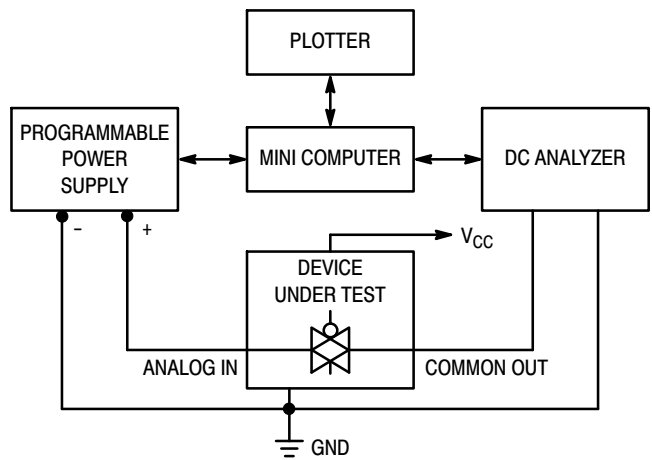 PLOTTER
PROGRAMMABLE
POWER
SUPPLY
MINI COMPUTER
DC ANALYZER
– +
VCC
DEVICE
UNDER TEST
ANALOG IN
COMMON OUT
GND